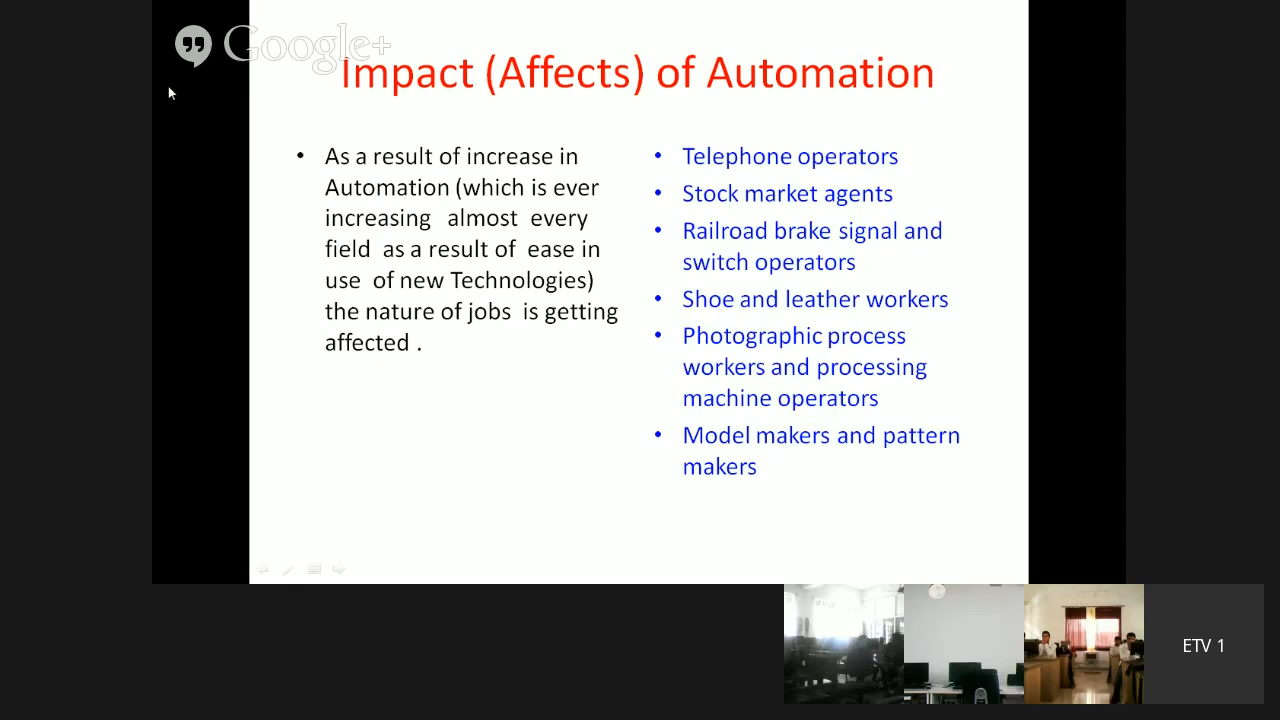 Google+
Impact (Affects) of Automation
• As a result of increase in
Automation (which is ever
increasing almost every
field as a result of ease in
use of new Technologies)
the nature of jobs is getting
affected .
• Telephone operators
• Stock market agents
• Railroad brake signal and
switch operators
• Shoe and leather workers
• Photographic process
workers and processing
machine operators
• Model makers and pattern
makers
ETV 1